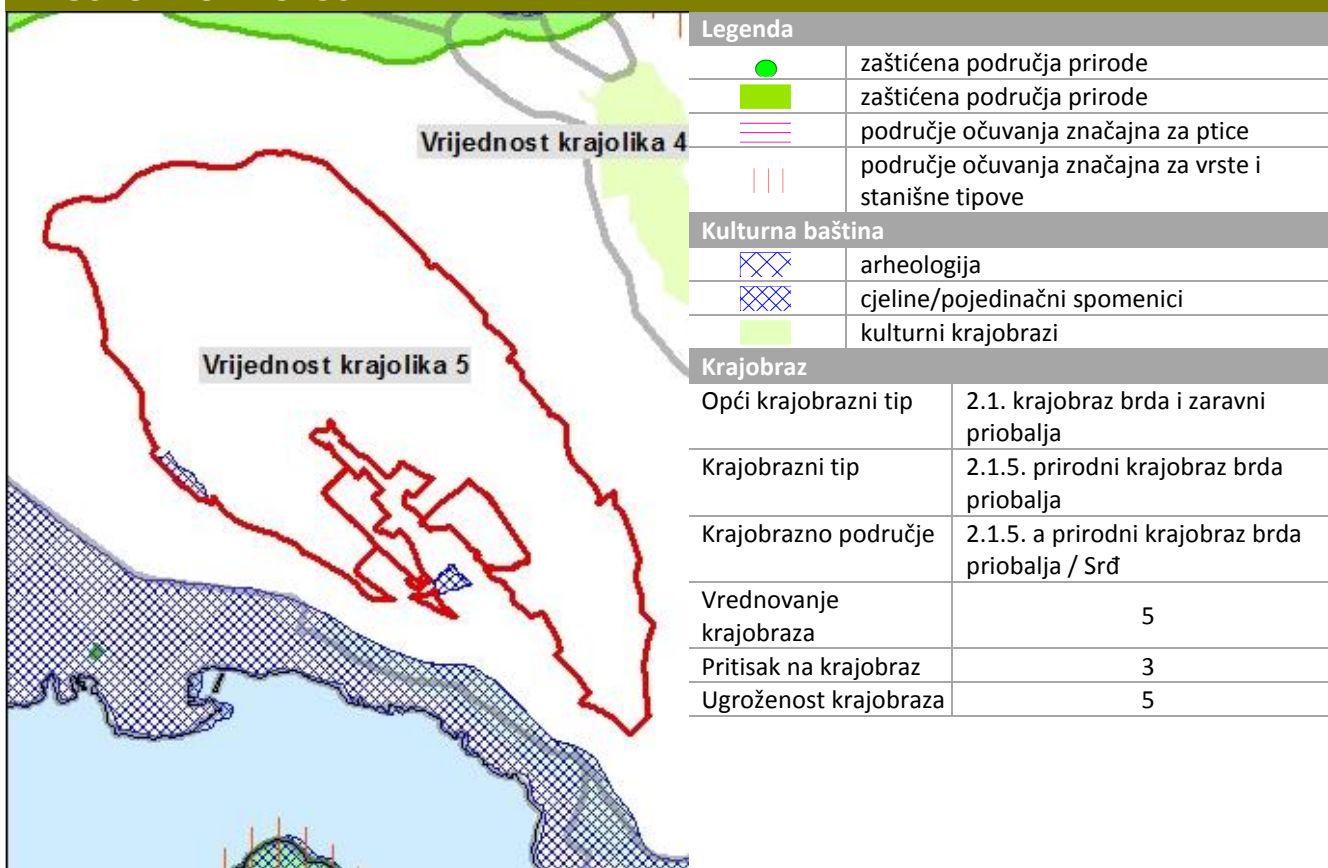 Vrijednost krajolika 4
Vrijednost krajolika 5
Legenda
zaštićena područja prirode
zaštićena područja prirode
područje očuvanja značajna za ptice
područje očuvanja značajna za vrste i
stanišne tipove
Kulturna baština
arheologija
cjeline/pojedinačni spomenici
kulturni krajobrazi
Krajobraz
Opći krajobrazni tip 2.1. krajobraz brda i zaravni
priobalja
Krajobrazni tip 2.1.5. prirodni krajobraz brda
priobalja
Krajobrazno područje 2.1.5. a prirodni krajobraz brda
priobalja / Srđ
Vrednovanje
krajobraza 5
Pritisak na krajobraz 3
Ugroženost krajobraza 5